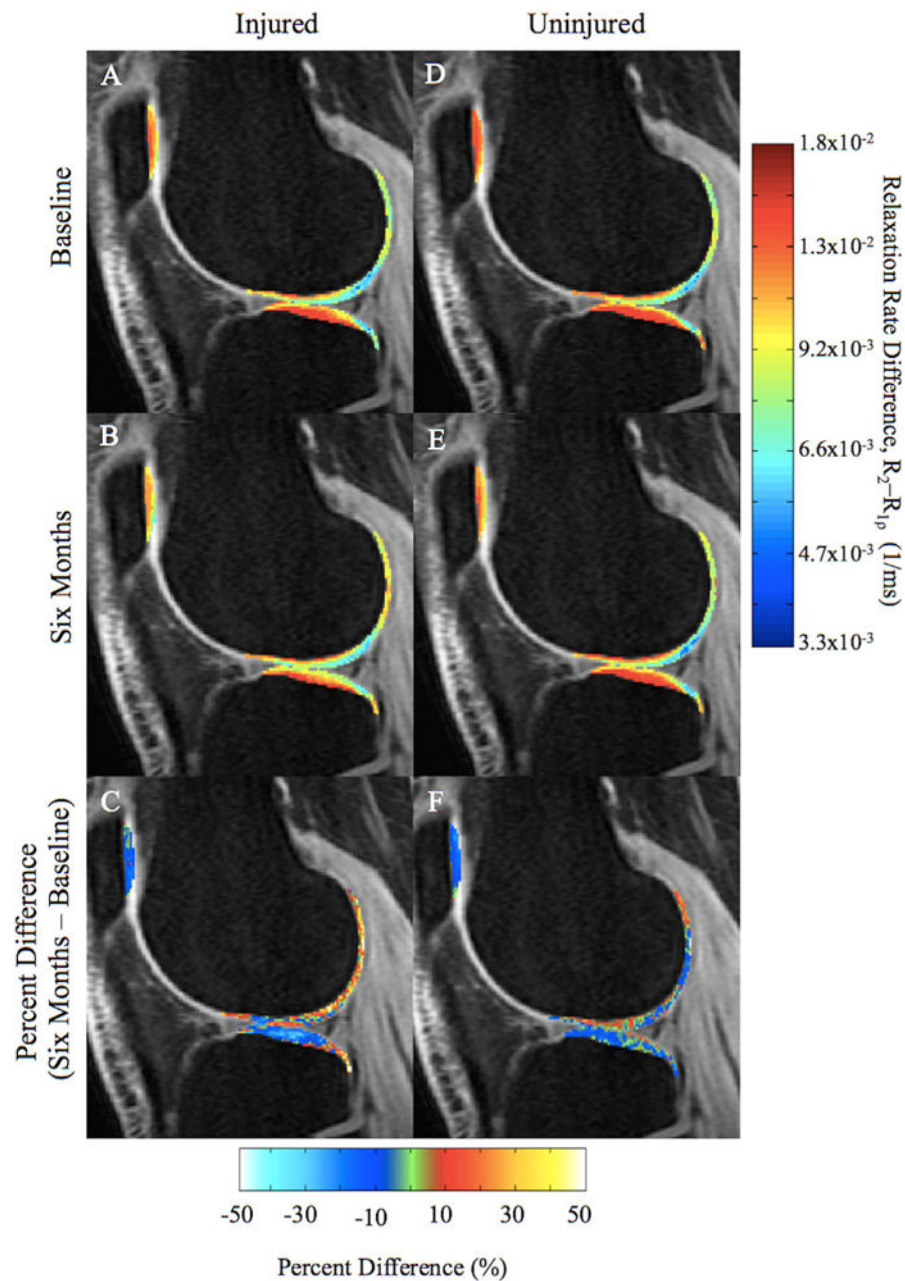 Injured
Uninjured
A
D
Baseline
1.8x10-2
1.3x10-2
9.2x10-3
6.6x10-3
4.7x10-3
3.3x10-3
Relaxation Rate Difference, R2–R1ρ (1/ms)
B
E
Six Months
C
F
Percent Difference
(Six Months – Baseline)
-50 -30 -10 10 30 50
Percent Difference (%)